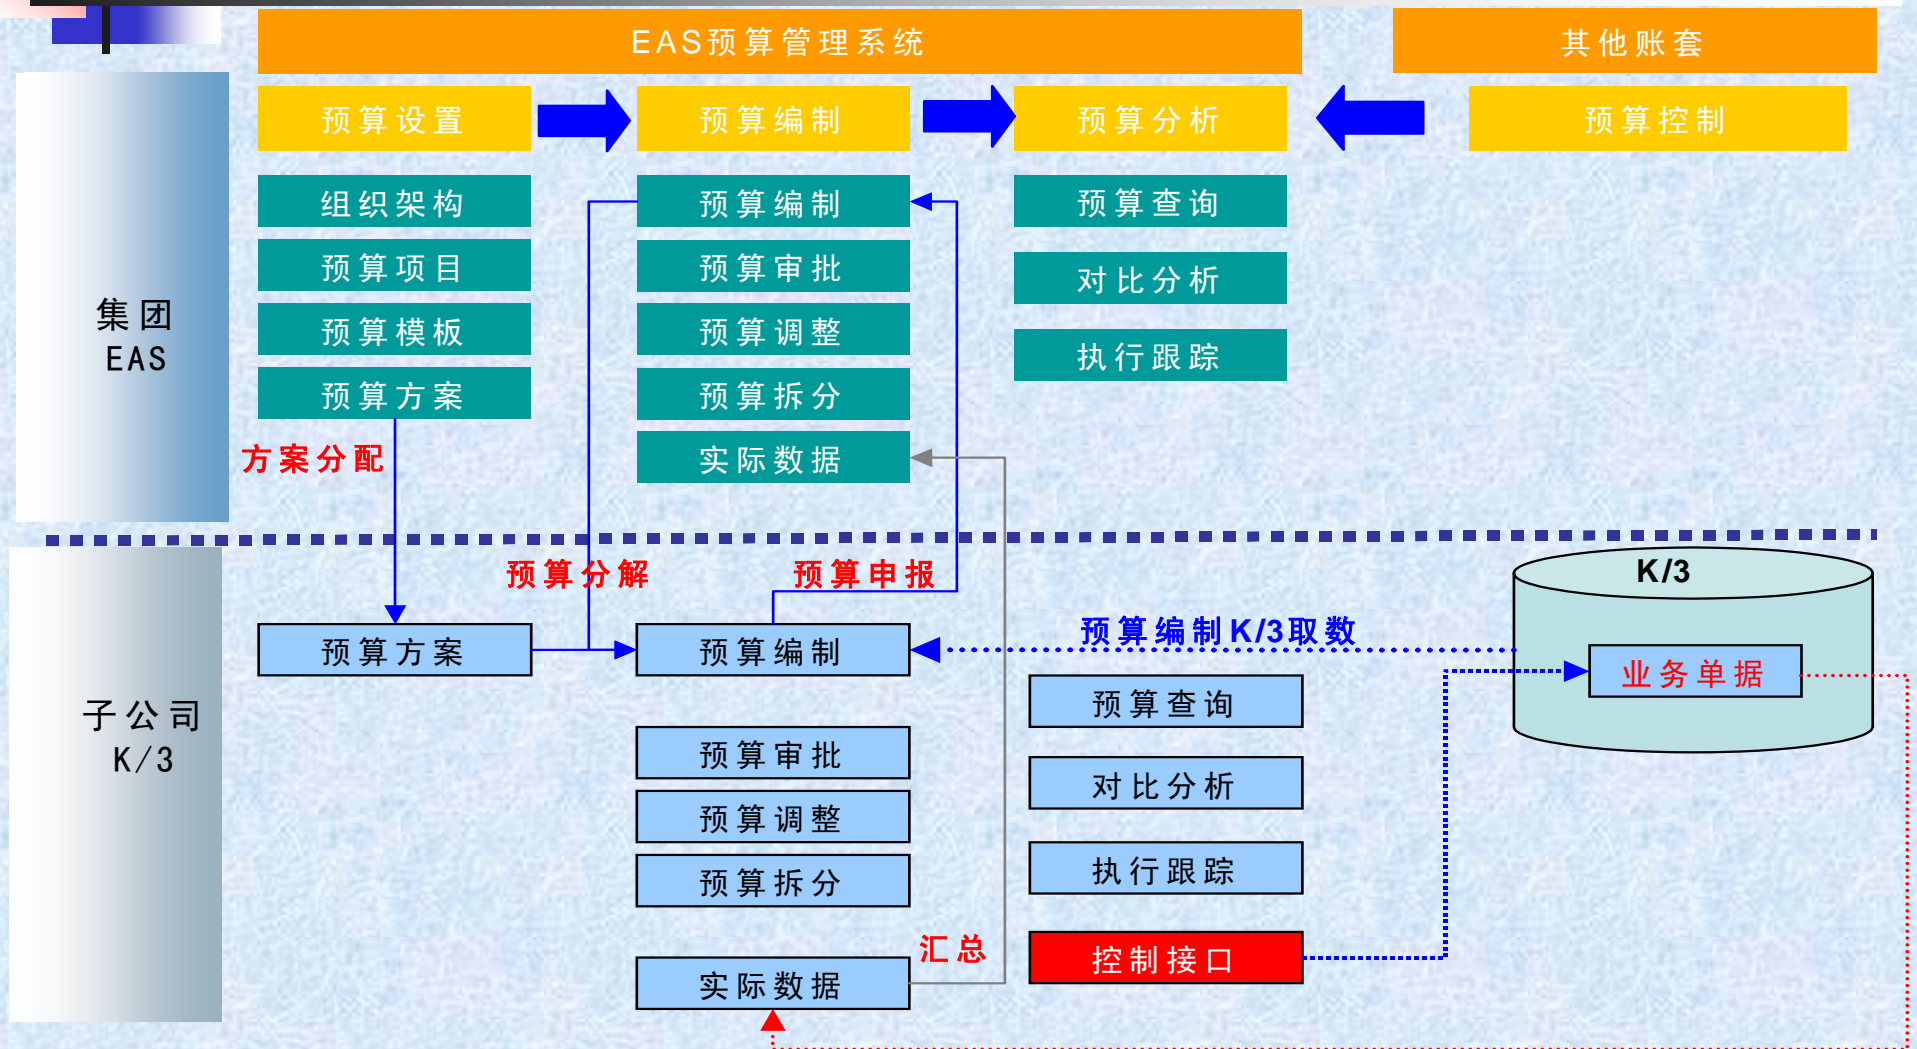 EAS预算管理系统
其他账套
预算设置
预算编制
预算分析
预算控制
组织架构
预算编制
预算查询
预算项目
预算审批
对比分析
预算模板
预算调整
执行跟踪
预算方案
预算拆分
实际数据
集团
EAS
方案分配
预算分解
预算申报
K/3
预算方案
预算编制
预算编制K/3取数
业务单据
预算查询
子公司
K/3
预算审批
对比分析
预算调整
执行跟踪
预算拆分
汇总
控制接口
实际数据